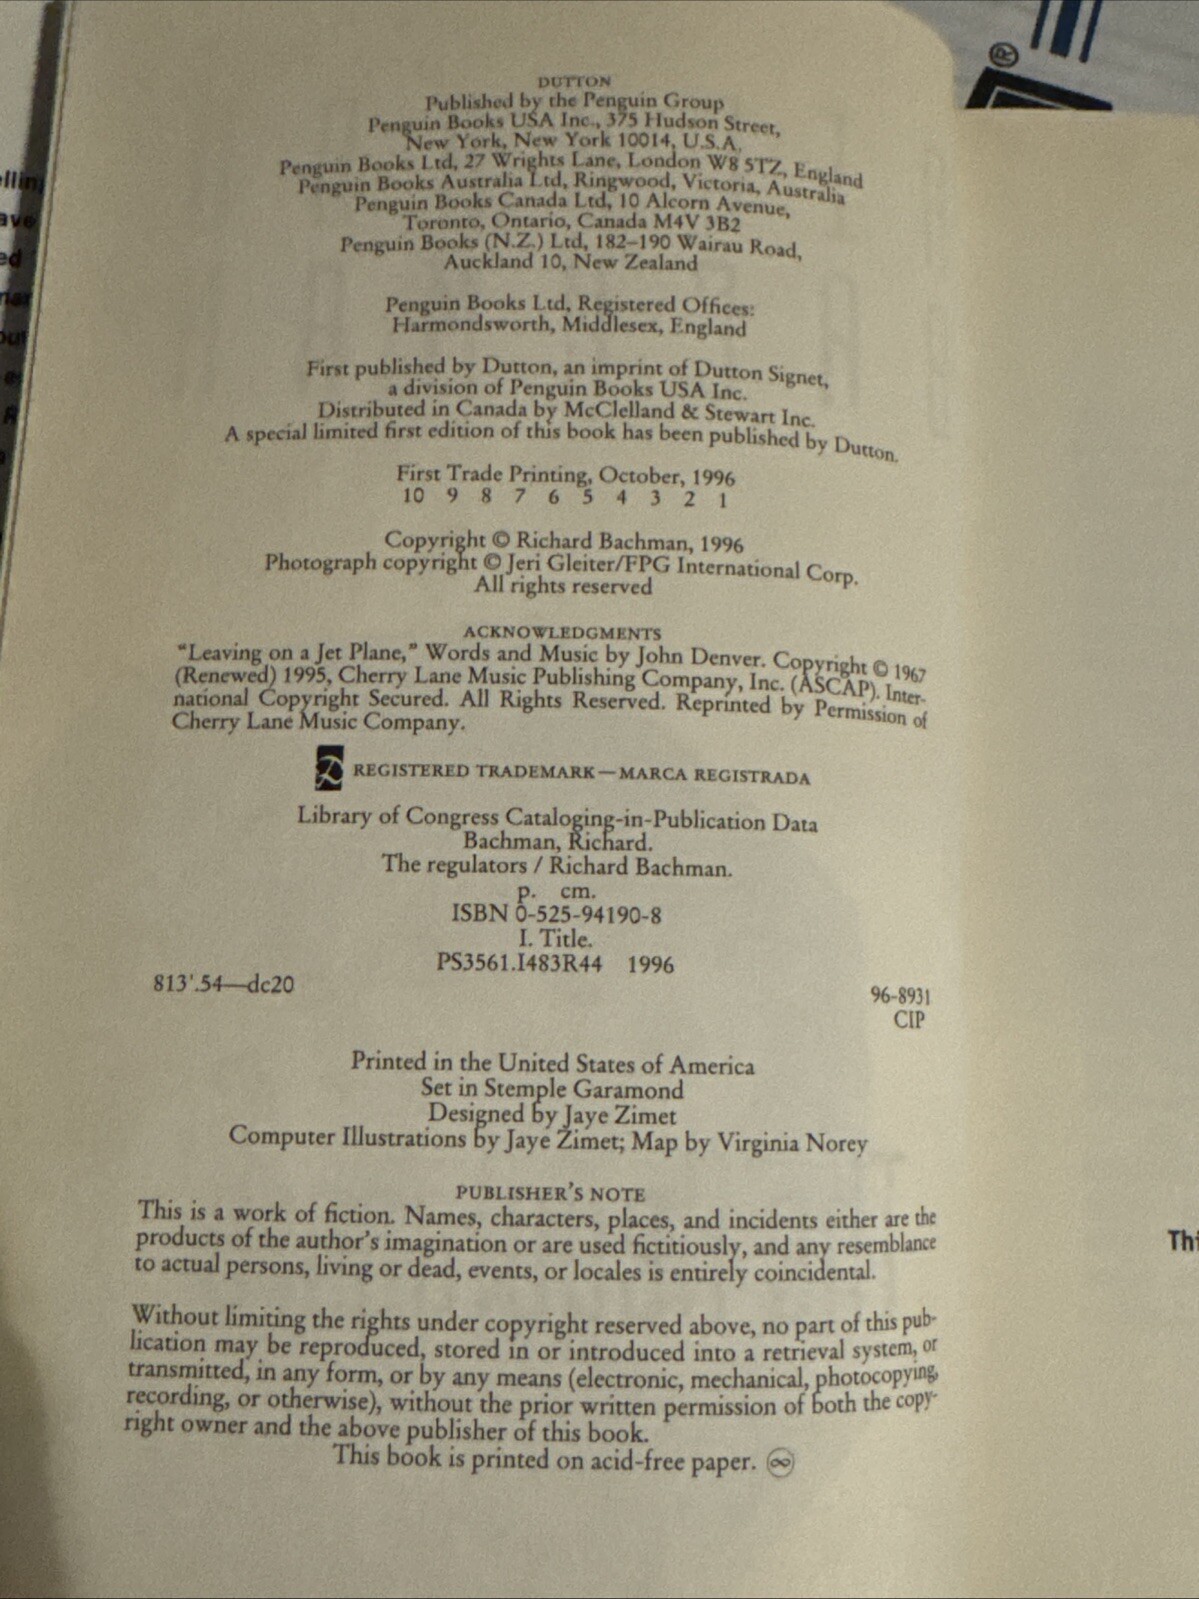 DUTTON
Published by the Penguin Group
Penguin Books USA Inc., 375 Hudson Street,
New York, New York 10014, U.S.A.
Penguin Books Ltd, 27 Wrights Lane, London W8 5TZ, England
Penguin Books Australia Ltd, Ringwood, Victoria, Australia
Penguin Books Canada Ltd, 10 Alcorn Avenue,
Toronto, Ontario, Canada M4V 3B2
Penguin Books (N.Z.) Ltd, 182–190 Wairau Road,
Auckland 10, New Zealand
Penguin Books Ltd, Registered Offices:
Harmondsworth, Middlesex, England
First published by Dutton, an imprint of Dutton Signet,
a division of Penguin Books USA Inc.
Distributed in Canada by McClelland & Stewart Inc.
A special limited first edition of this book has been published by Dutton.
First Trade Printing, October, 1996
10 9 8 7 6 5 4 3 2 1
Copyright © Richard Bachman, 1996
Photograph copyright © Jeri Gleiter/FPG International Corp.
All rights reserved
ACKNOWLEDGMENTS
"Leaving on a Jet Plane," Words and Music by John Denver. Copyright © 1967
(Renewed) 1995, Cherry Lane Music Publishing Company, Inc. (ASCAP). Inter-
national Copyright Secured. All Rights Reserved. Reprinted by Permission of
Cherry Lane Music Company.
REGISTERED TRADEMARK—MARCA REGISTRADA
Library of Congress Cataloging-in-Publication Data
Bachman, Richard.
The regulators / Richard Bachman.
p. cm.
ISBN 0-525-94190-8
I. Title.
PS3561.I483R44 1996
813'.54—dc20
96-8931
CIP
Printed in the United States of America
Set in Stemple Garamond
Designed by Jaye Zimet
Computer Illustrations by Jaye Zimet; Map by Virginia Norey
PUBLISHER'S NOTE
This is a work of fiction. Names, characters, places, and incidents either are the
products of the author's imagination or are used fictitiously, and any resemblance
to actual persons, living or dead, events, or locales is entirely coincidental.
Without limiting the rights under copyright reserved above, no part of this pub-
lication may be reproduced, stored in or introduced into a retrieval system, or
transmitted, in any form, or by any means (electronic, mechanical, photocopying,
recording, or otherwise), without the prior written permission of both the copy-
right owner and the above publisher of this book.
This book is printed on acid-free paper. ∞
®